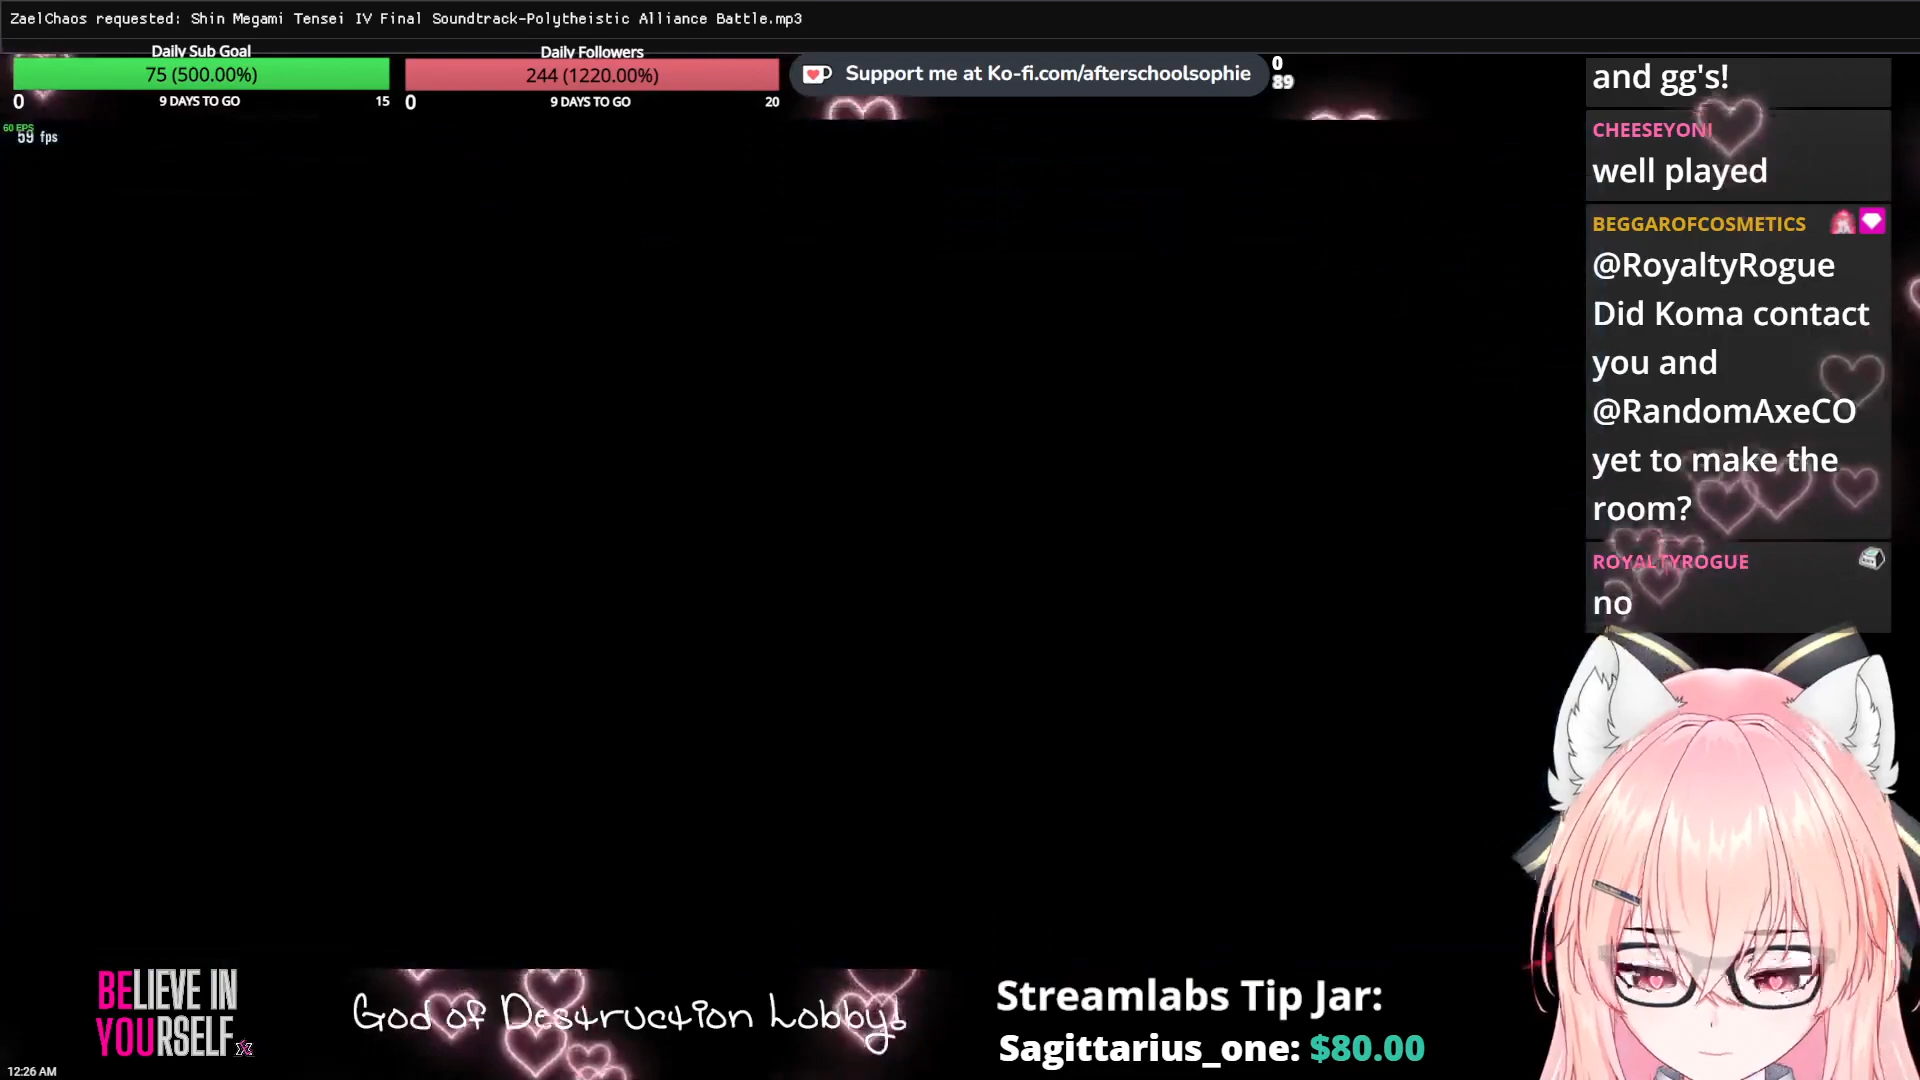 ZaelChaos requested: Shin Megami Tensei IV Final Soundtrack-Polytheistic Alliance Battle.mp3
Daily Sub Goal
75 (500.00%)
0
9 DAYS TO GO
15
Daily Followers
244 (1220.00%)
0
9 DAYS TO GO
20
Support me at Ko-fi.com/afterschoolsophie
0
89
60 FPS
59 fps
and gg's!
CHEESEYONI
well played
BEGGAROFCOSMETICS
@RoyaltyRogue
Did Koma contact
you and
@RandomAxeCO
yet to make the
room?
ROYALTYROGUE
no
BELIEVE IN
YOURSELF
God of Destruction Lobby!
Streamlabs Tip Jar:
Sagittarius_one: $80.00
12:26 AM